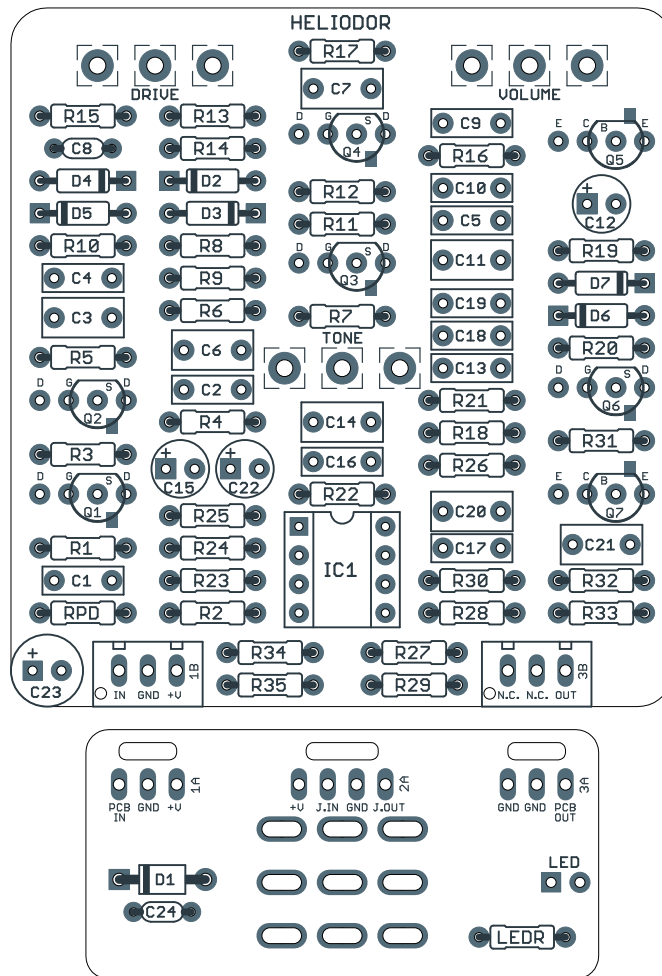 HELIODOR
R17
DRIVE
C7
VOLUME
R15
R13
D G S D
Q4
C9
E C B E
Q5
C8
R14
R16
D4
D2
R12
C10
+
C12
D5
D3
R11
C5
R10
R8
D G S D
Q3
C11
R19
C4
R9
D7
C3
R6
R7
C19
D6
TONE
C18
R5
C6
C13
R20
D G S D
Q2
C2
R21
D G S D
Q6
R4
C14
R18
R31
R3
+
C15
+
C22
C16
R26
D G S D
Q1
R22
E C B E
Q7
R25
C20
R1
R24
IC1
C17
C21
C1
R23
R30
R32
RPD
R2
R28
R33
+
C23
IN GND +V
1B
R34
R27
N.C. N.C. OUT
3B
R35
R29
PCB IN GND +V
1A
+V J.IN GND J.OUT
2A
GND GND PCB OUT
3A
D1
LED
C24
LEDR